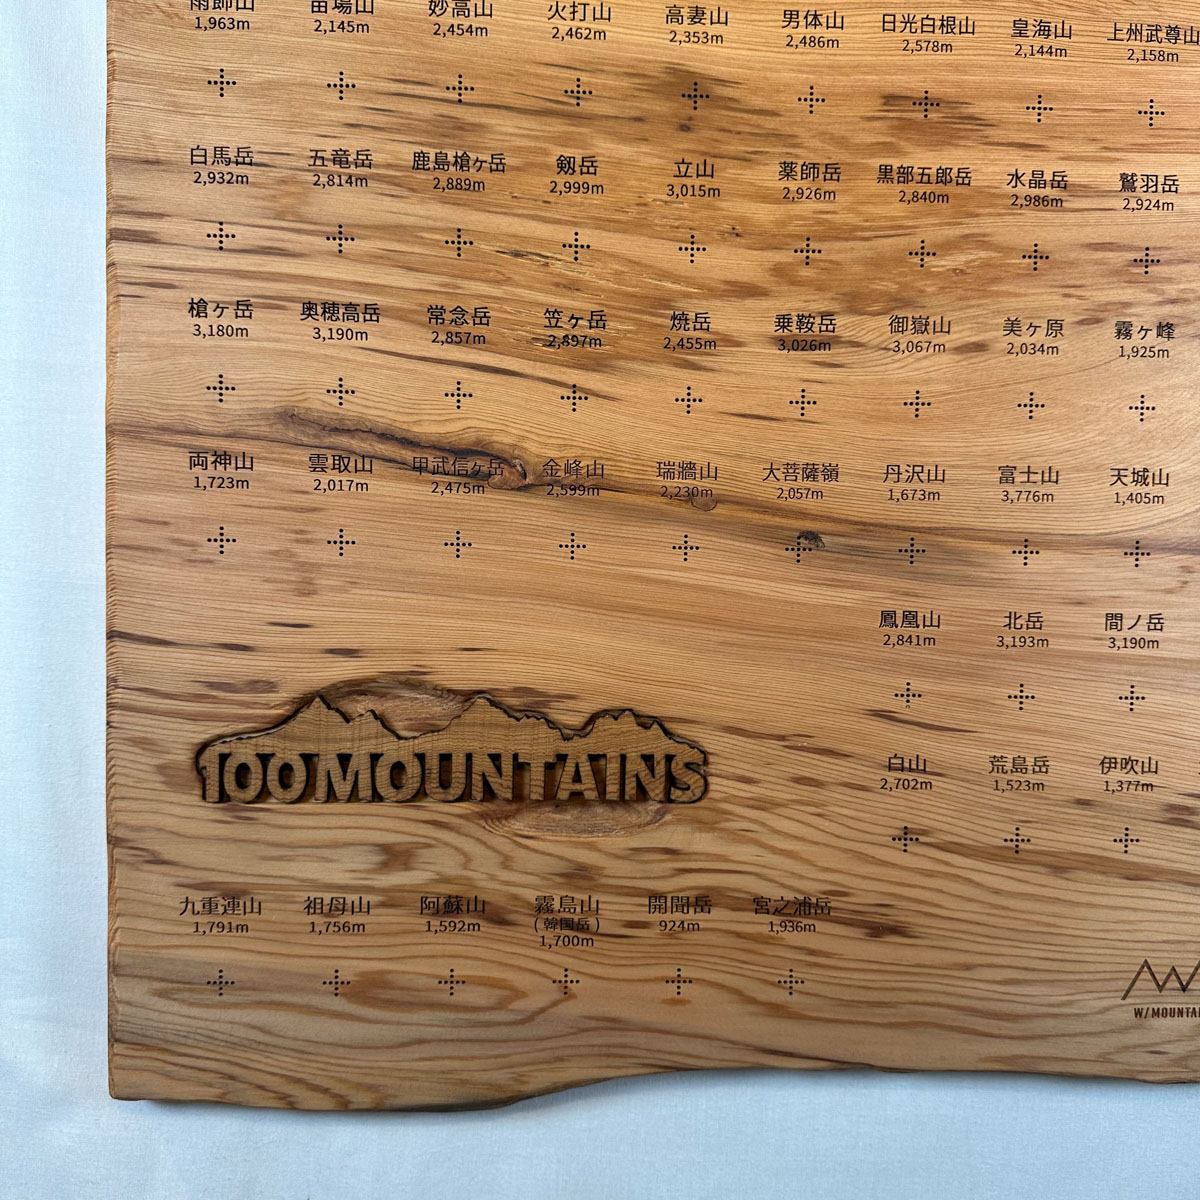 雨飾山 苗場山 妙高山 火打山 高妻山 男体山 日光白根山 皇海山 上州武尊山
1,963m 2,145m 2,454m 2,462m 2,353m 2,486m 2,578m 2,144m 2,158m
白馬岳 五竜岳 鹿島槍ヶ岳 剱岳 立山 薬師岳 黒部五郎岳 水晶岳 鷲羽岳
2,932m 2,814m 2,889m 2,999m 3,015m 2,926m 2,840m 2,986m 2,924m
槍ヶ岳 奥穂高岳 常念岳 笠ヶ岳 焼岳 乗鞍岳 御嶽山 美ヶ原 霧ヶ峰
3,180m 3,190m 2,857m 2,897m 2,455m 3,026m 3,067m 2,034m 1,925m
両神山 雲取山 甲武信ヶ岳 金峰山 瑞牆山 大菩薩嶺 丹沢山 富士山 天城山
1,723m 2,017m 2,475m 2,599m 2,230m 2,057m 1,673m 3,776m 1,405m
鳳凰山 北岳 間ノ岳
2,841m 3,193m 3,190m
100MOUNTAINS
白山 荒島岳 伊吹山
2,702m 1,523m 1,377m
九重連山 祖母山 阿蘇山 霧島山 開聞岳 宮之浦岳
(韓国岳)
1,791m 1,756m 1,592m 1,700m 924m 1,936m
W/MOUNTAI